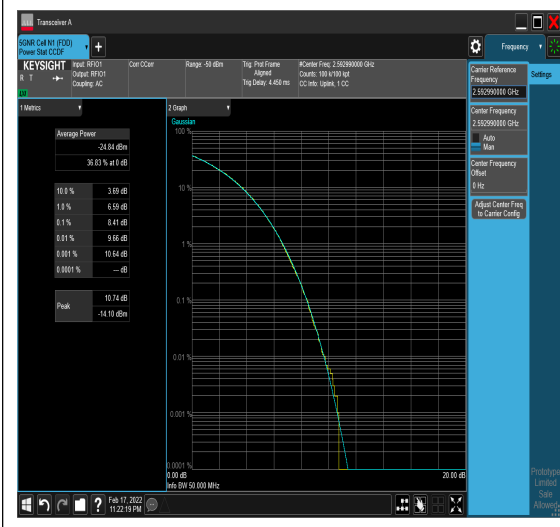 Transceiver A
5GNR Cell N1 (FDD)
Power Stat CCDF
Frequency
KEYSIGHT
R T
LXI
Input: RFIO1
Output: RFIO1
Coupling: AC
Corr CCorr
Range: -50 dBm
Trig: Prot Frame
Aligned
Trig Delay: 4.450 ms
#Center Freq: 2.592990000 GHz
Counts: 100 k/100 kpt
CC Info: Uplink, 1 CC
Carrier Reference
Frequency
2.592990000 GHz
Settings
Center Frequency
2.592990000 GHz
Auto
Man
Center Frequency
Offset
0 Hz
Adjust Center Freq
to Carrier Config
1 Metrics
Average Power
-24.84 dBm
36.83 % at 0 dB
10.0 % 3.69 dB
1.0 % 6.59 dB
0.1 % 8.41 dB
0.01 % 9.66 dB
0.001 % 10.64 dB
0.0001 % --- dB
Peak
10.74 dB
-14.10 dBm
2 Graph
Gaussian
100 %
10 %
1 %
0.1 %
0.01 %
0.001 %
0.0001 %
0.00 dB 20.00 dB
Info BW 50.000 MHz
Feb 17, 2022
11:22:19 PM
Prototype
Limited
Sale
Allowed